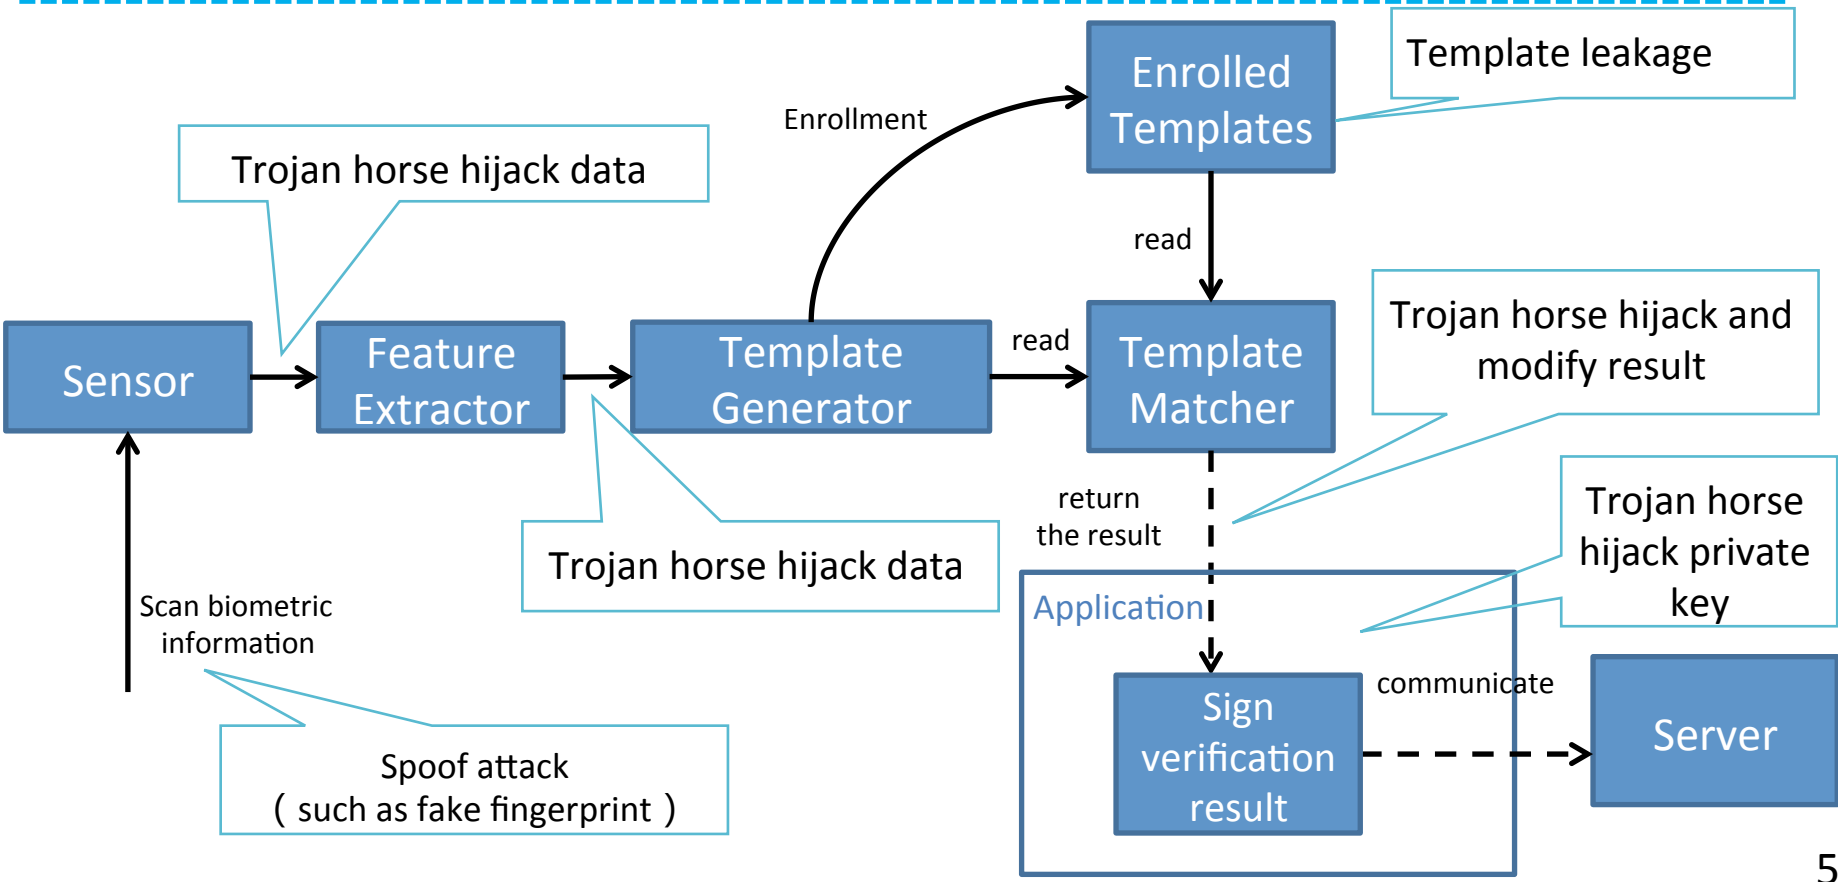 Template leakage
Enrolled
Templates
Enrollment
Trojan horse hijack data
read
Trojan horse hijack and
modify result
Sensor
Feature
Extractor
Template
Generator
read
Template
Matcher
return
the result
Trojan horse
hijack private
key
Trojan horse hijack data
Scan biometric
information
Application
Sign
verification
result
communicate
Server
Spoof attack
( such as fake fingerprint )
5